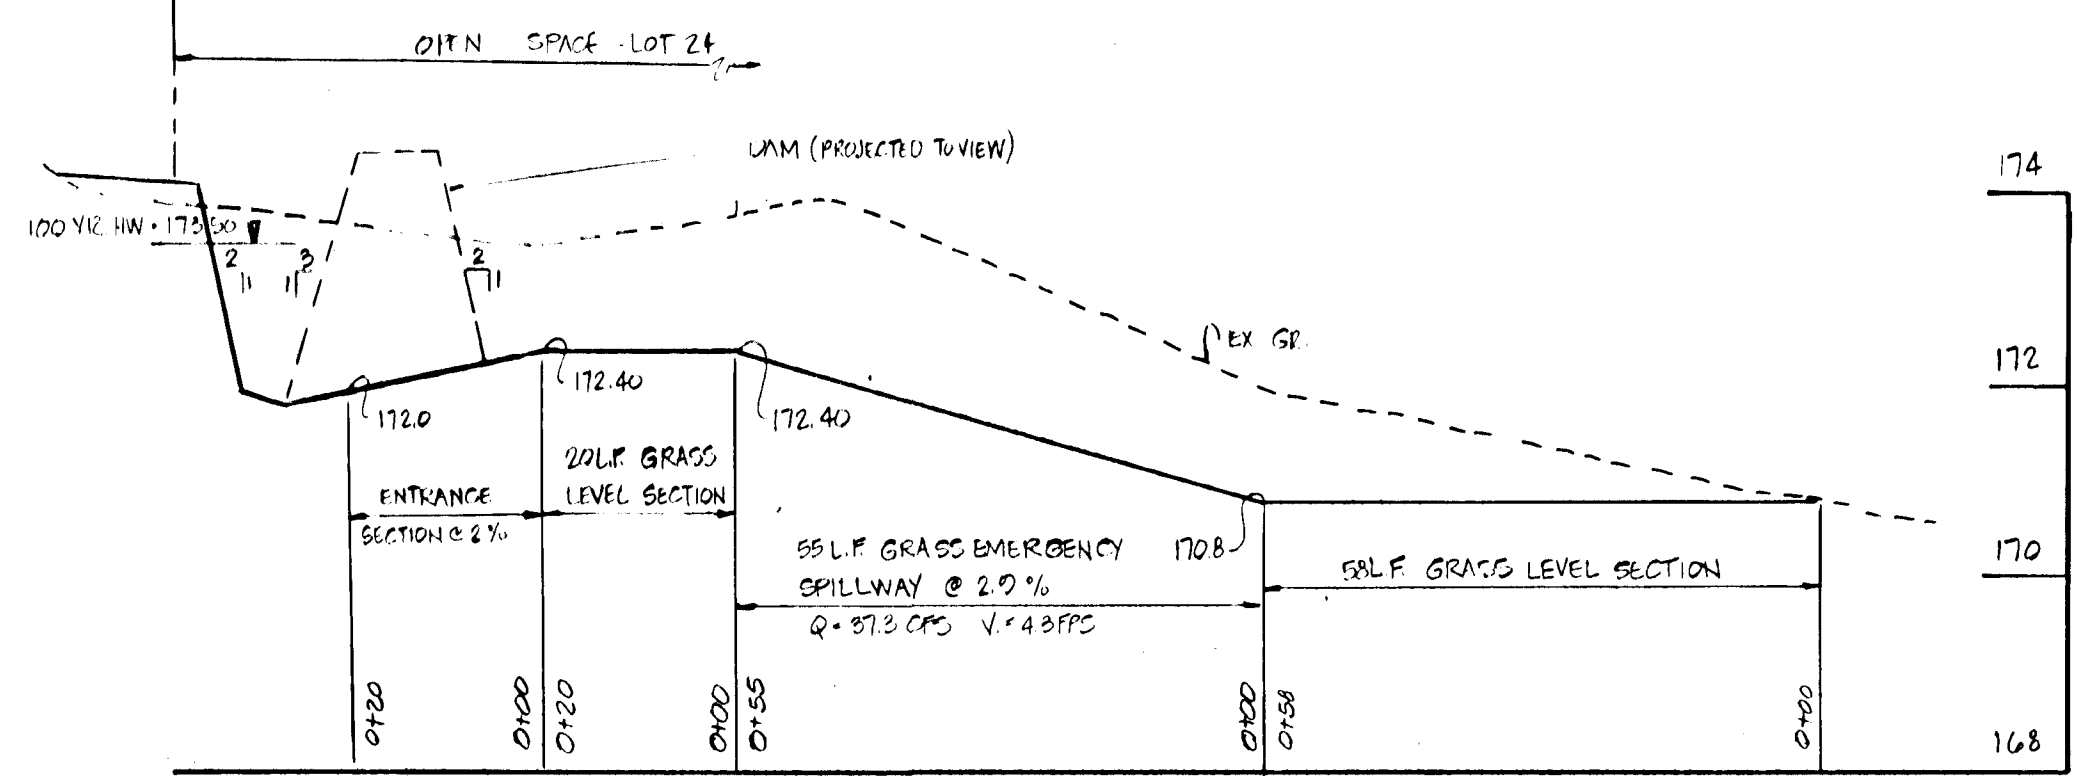 OPEN SPACE - LOT 24
DAM (PROJECTED TO VIEW)
174
100 YR. HW = 173.50
2
3
1
1
2
1
EX GR.
172
172.0
172.40
172.40
20 L.F. GRASS
LEVEL SECTION
ENTRANCE
SECTION @ 2%
55 L.F. GRASS EMERGENCY
SPILLWAY @ 2.9%
Q = 37.3 CFS V. = 4.3 FPS
170.8
58 L.F. GRASS LEVEL SECTION
170
0+20
0+00
0+20
0+00
0+55
0+00
0+58
0+00
168